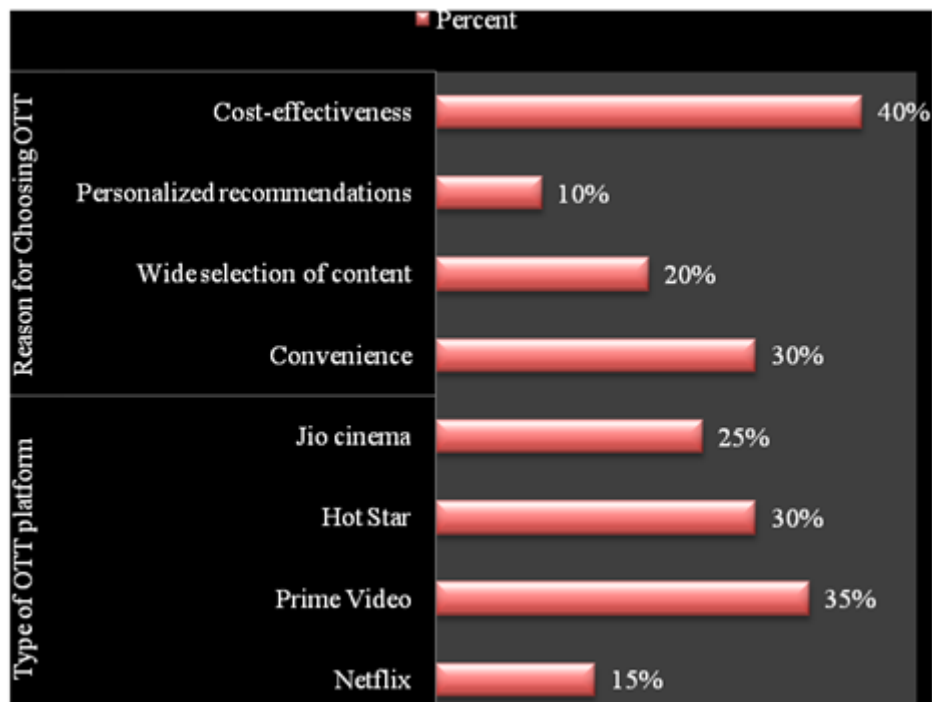 Percent
Reason for Choosing OTT
Cost-effectiveness
40%
Personalized recommendations
10%
Wide selection of content
20%
Convenience
30%
Type of OTT platform
Jio cinema
25%
Hot Star
30%
Prime Video
35%
Netflix
15%